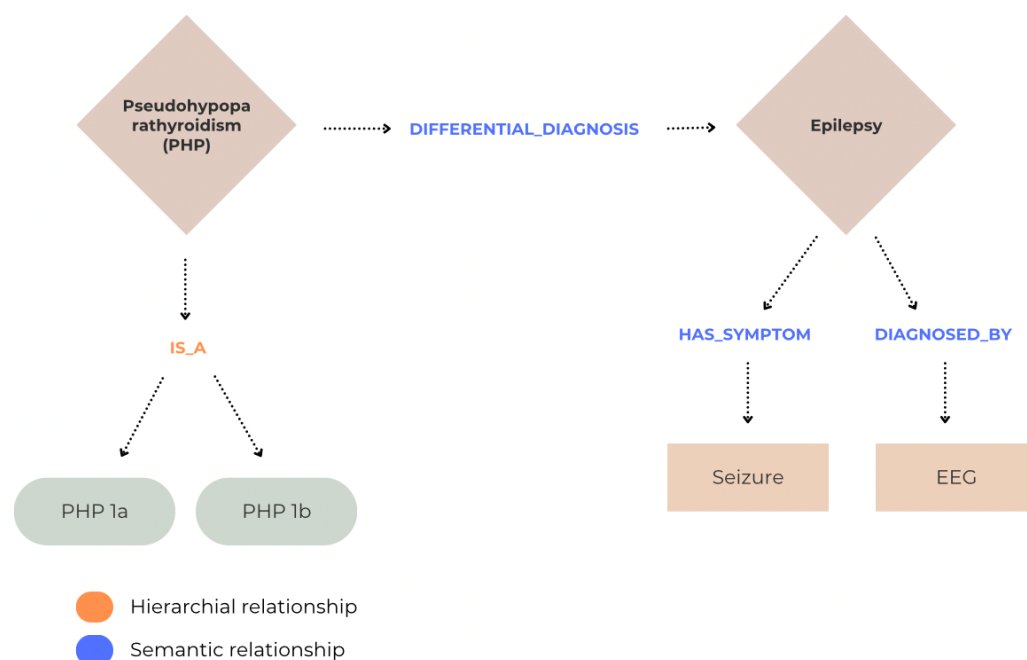 Pseudohypopa
rathyroidism
(PHP)
DIFFERENTIAL_DIAGNOSIS
Epilepsy
IS_A
HAS_SYMPTOM
DIAGNOSED_BY
PHP 1a
PHP 1b
Seizure
EEG
Hierarchial relationship
Semantic relationship